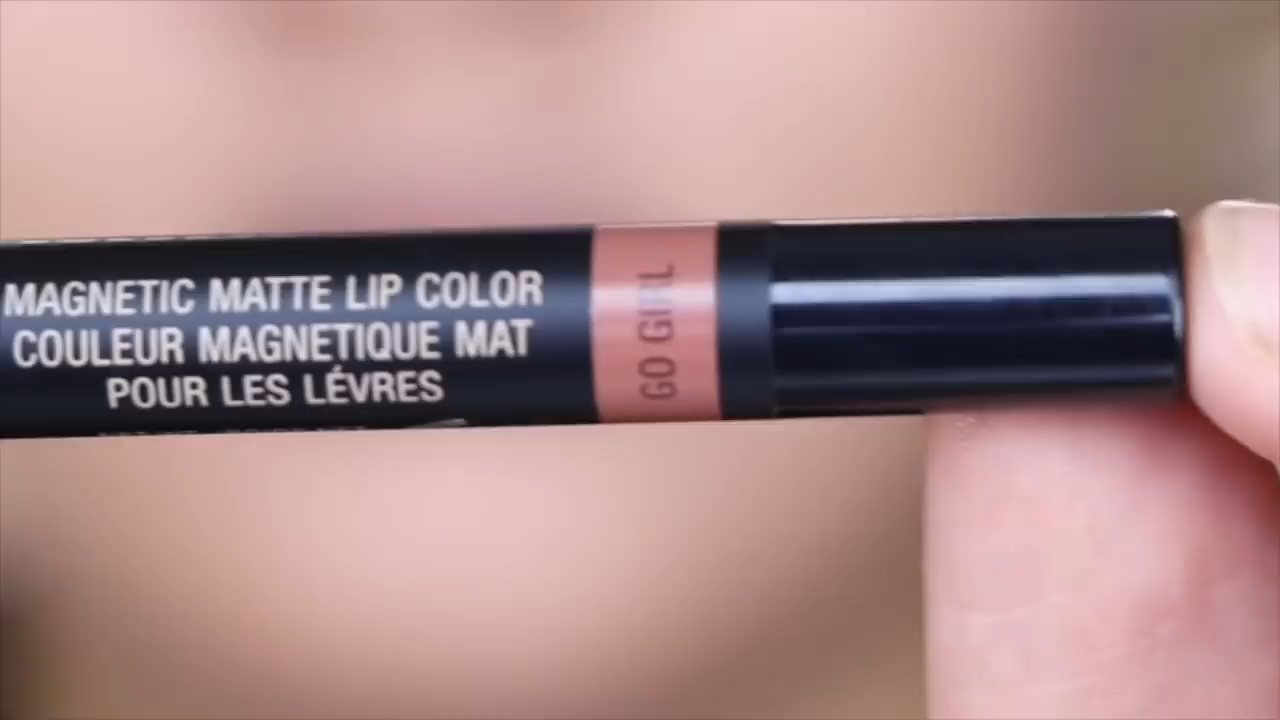 MAGNETIC MATTE LIP COLOR
COULEUR MAGNETIQUE MAT
POUR LES LÉVRES
GO GIRL